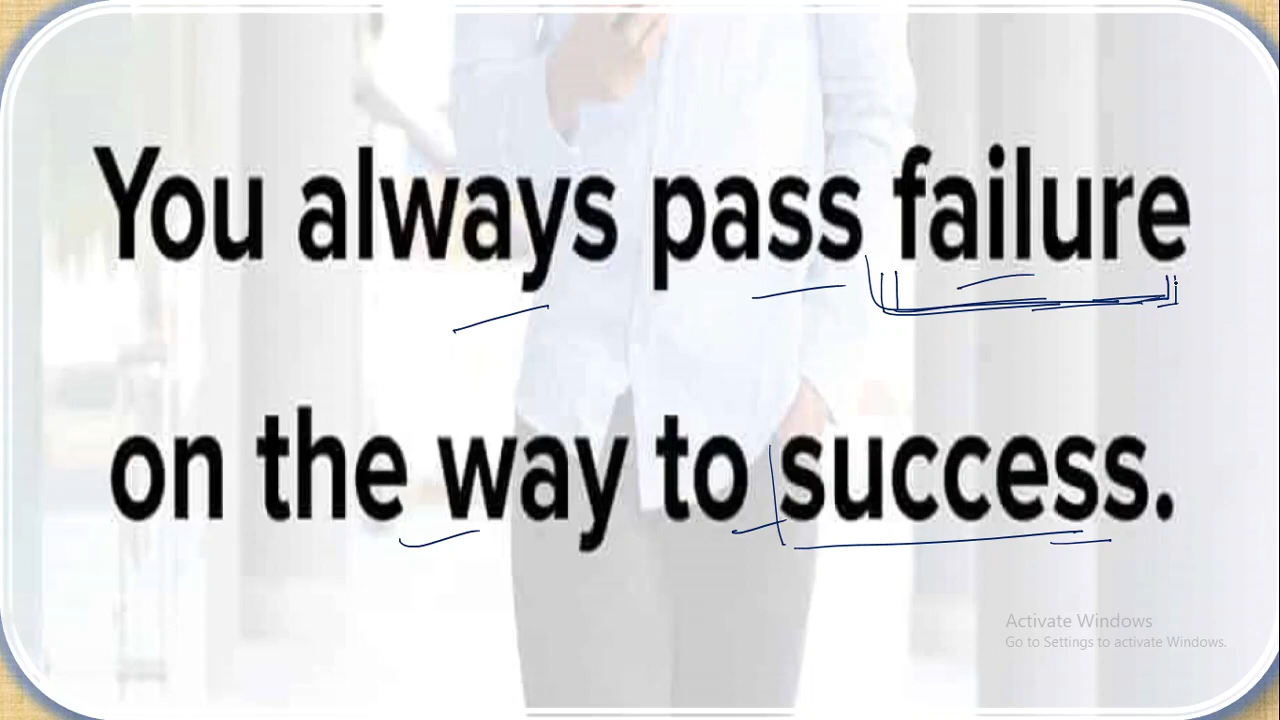 You always pass failure
on the way to success.
Activate Windows
Go to Settings to activate Windows.